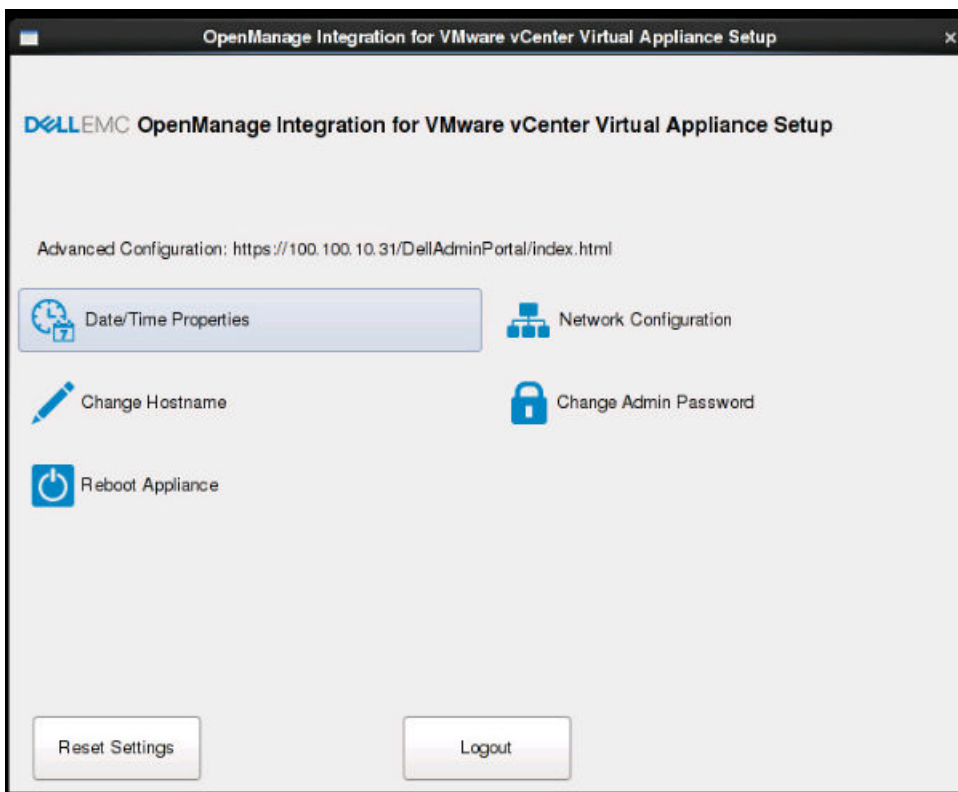 OpenManage Integration for VMware vCenter Virtual Appliance Setup
DELLEMC OpenManage Integration for VMware vCenter Virtual Appliance Setup
Advanced Configuration: https://100.100.10.31/DellAdminPortal/index.html
7 Date/Time Properties
Network Configuration
Change Hostname
Change Admin Password
Reboot Appliance
Reset Settings
Logout